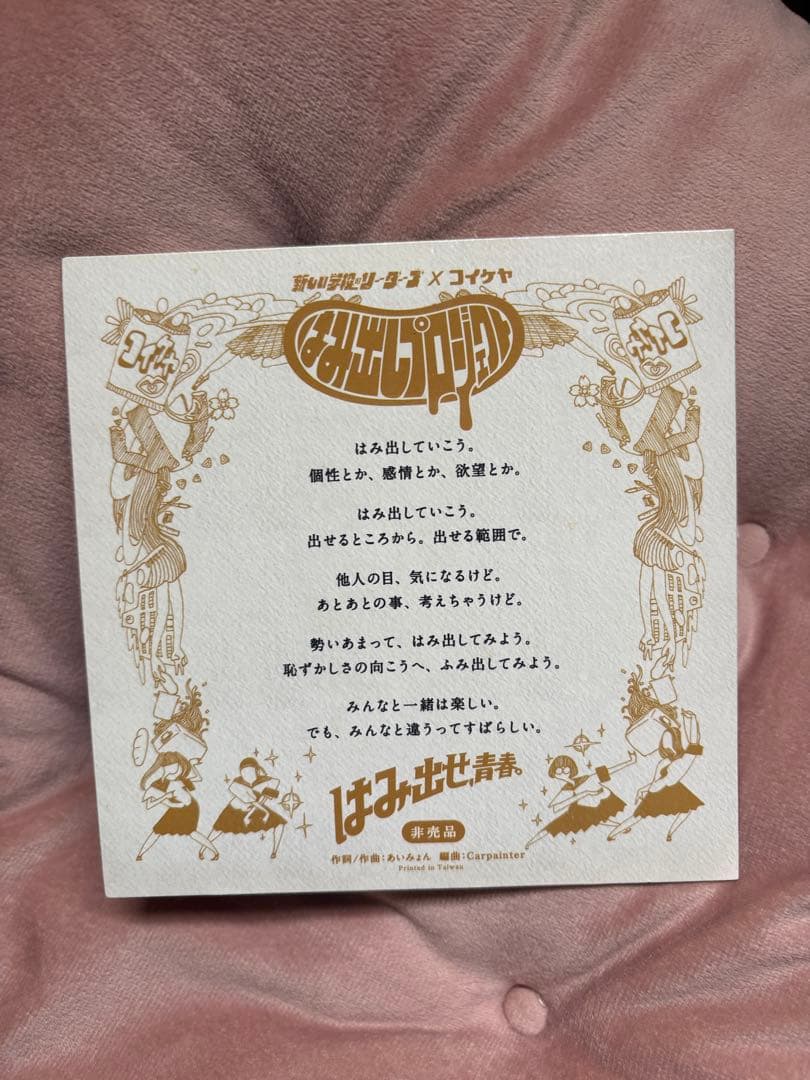 新しい学校のリーダーズ×コイケヤ
コイケヤ
コイケヤ
はみ出しプロジェクト
はみ出していこう。
個性とか、感情とか、欲望とか。
はみ出していこう。
出せるところから。出せる範囲で。
他人の目、気になるけど。
あとあとの事、考えちゃうけど。
勢いあまって、はみ出してみよう。
恥ずかしさの向こうへ、ふみ出してみよう。
みんなと一緒は楽しい。
でも、みんなと違うってすばらしい。
はみ出せ、青春。
非売品
作詞/作曲:あいみょん 編曲:Carpainter
Printed in Taiwan